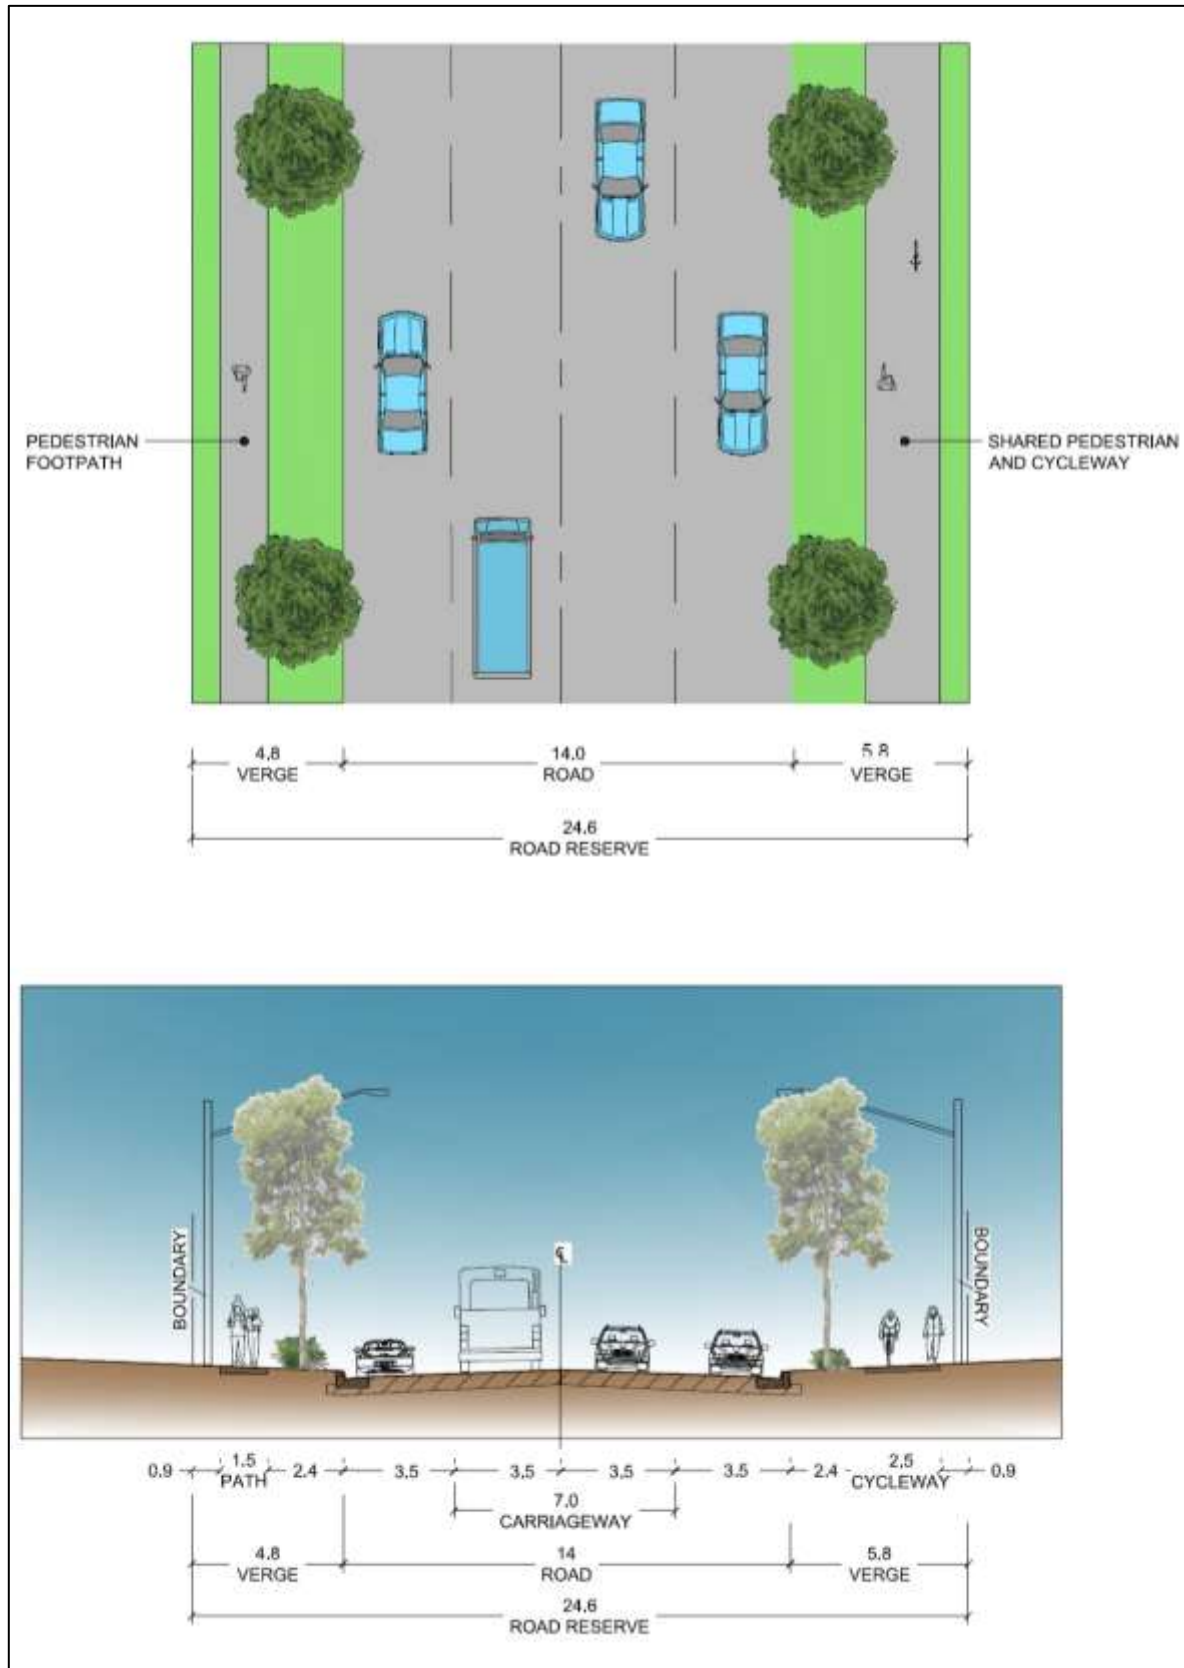 PEDESTRIAN
FOOTPATH
SHARED PEDESTRIAN
AND CYCLEWAY
4.8
VERGE
14.0
ROAD
5.8
VERGE
24.6
ROAD RESERVE
BOUNDARY
℄
BOUNDARY
0.9
1.5
PATH
2.4
3.5
3.5
3.5
3.5
2.4
2.5
CYCLEWAY
0.9
7.0
CARRIAGEWAY
4.8
VERGE
14
ROAD
5.8
VERGE
24.6
ROAD RESERVE